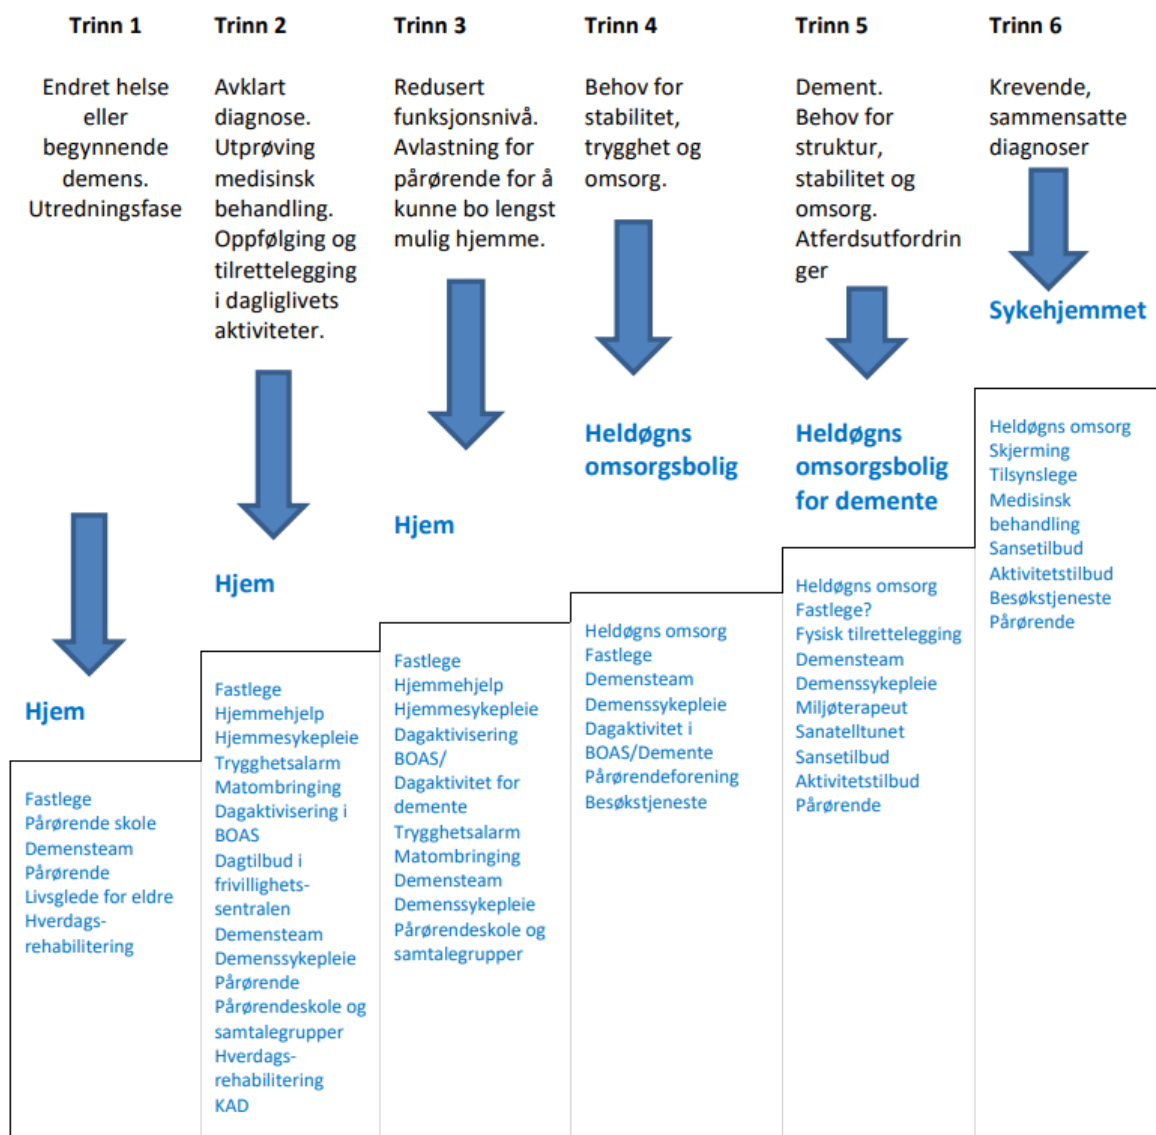 Trinn 1
Endret helse
eller
begynnende
demens.
Utredningsfase
Hjem
Fastlege
Pårørende skole
Demensteam
Pårørende
Livsglede for eldre
Hverdags-
rehabilitering
Trinn 2
Avklart
diagnose.
Utprøving
medisinsk
behandling.
Oppfølging og
tilrettelegging
i dagliglivets
aktiviteter.
Hjem
Fastlege
Hjemmehjelp
Hjemmesykepleie
Trygghetsalarm
Matombringing
Dagaktivisering i
BOAS
Dagtilbud i
frivillighets-
sentralen
Demensteam
Demenssykepleie
Pårørende
Pårørendeskole og
samtalegrupper
Hverdags-
rehabilitering
KAD
Trinn 3
Redusert
funksjonsnivå.
Avlastning for
pårørende for å
kunne bo lengst
mulig hjemme.
Hjem
Fastlege
Hjemmehjelp
Hjemmesykepleie
Dagaktivisering
BOAS/
Dagaktivitet for
demente
Trygghetsalarm
Matombringing
Demensteam
Demenssykepleie
Pårørendeskole og
samtalegrupper
Trinn 4
Behov for
stabilitet,
trygghet og
omsorg.
Heldøgns
omsorgsbolig
Heldøgns omsorg
Fastlege
Demensteam
Demenssykepleie
Dagaktivitet i
BOAS/Demente
Pårørendeforening
Besøkstjeneste
Trinn 5
Dement.
Behov for
struktur,
stabilitet og
omsorg.
Atferdsutfordrin
ger
Heldøgns
omsorgsbolig
for demente
Heldøgns omsorg
Fastlege?
Fysisk tilrettelegging
Demensteam
Demenssykepleie
Miljøterapeut
Sanatelltunet
Sansetilbud
Aktivitetstilbud
Pårørende
Trinn 6
Krevende,
sammensatte
diagnoser
Sykehjemmet
Heldøgns omsorg
Skjerming
Tilsynslege
Medisinsk
behandling
Sansetilbud
Aktivitetstilbud
Besøkstjeneste
Pårørende